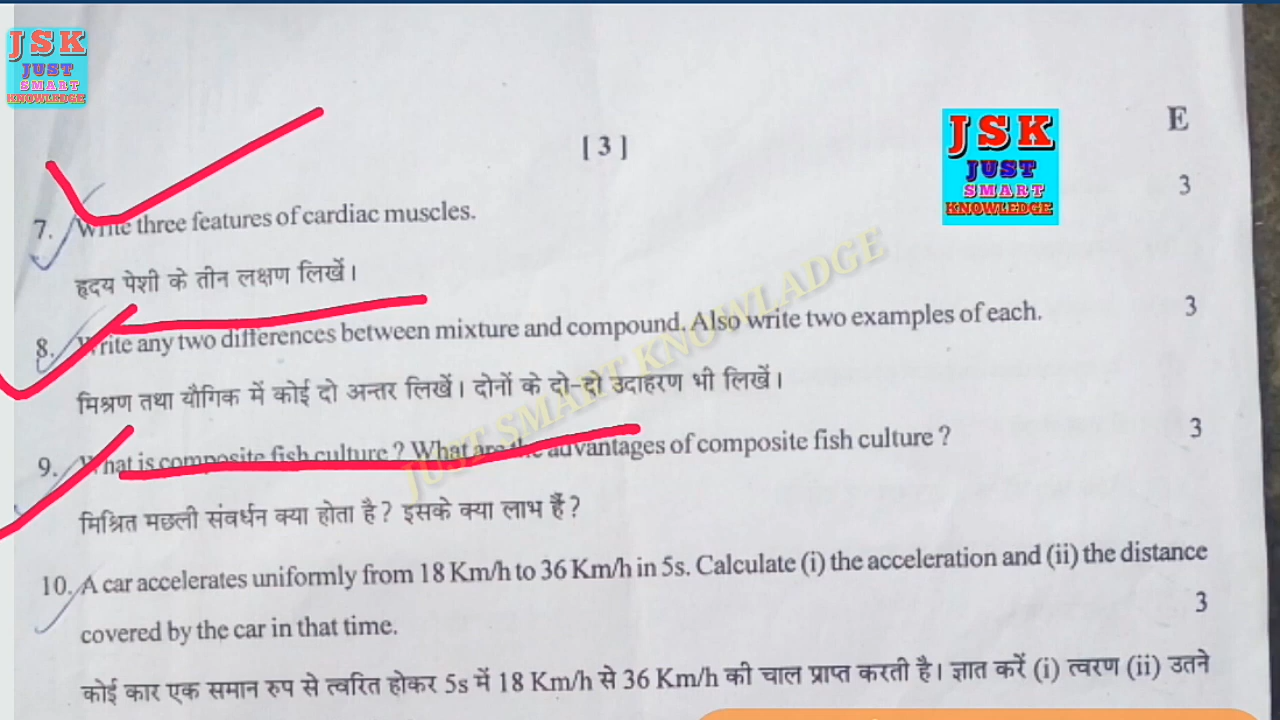 JSK
JUST
SMART
KNOWLEDGE
E
[ 3 ]
JSK
JUST
SMART
KNOWLEDGE
7. Write three features of cardiac muscles. 3
हृदय पेशी के तीन लक्षण लिखें।
8. Write any two differences between mixture and compound. Also write two examples of each. 3
मिश्रण तथा यौगिक में कोई दो अन्तर लिखें। दोनों के दो-दो उदाहरण भी लिखें।
JUST SMART KNOWLADGE
9. What is composite fish culture ? What are the advantages of composite fish culture ? 3
मिश्रित मछली संवर्धन क्या होता है? इसके क्या लाभ हैं?
10. A car accelerates uniformly from 18 Km/h to 36 Km/h in 5s. Calculate (i) the acceleration and (ii) the distance
covered by the car in that time. 3
कोई कार एक समान रुप से त्वरित होकर 5s में 18 Km/h से 36 Km/h की चाल प्राप्त करती है। ज्ञात करें (i) त्वरण (ii) उतने